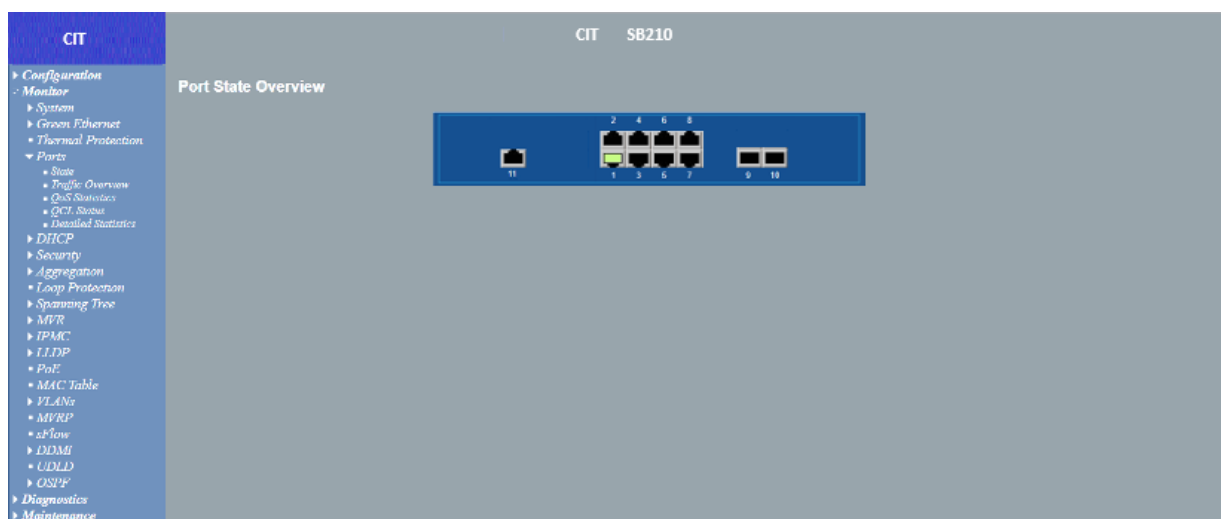 CIT
CIT SB210
Configuration
Monitor
System
Green Ethernet
Thermal Protection
Ports
State
Traffic Overview
QoS Statistics
QCL Status
Detailed Statistics
DHCP
Security
Aggregation
Loop Protection
Spanning Tree
MVR
IPMC
LLDP
PoE
MAC Table
VLANs
MVRP
sFlow
DDMI
UDLD
OSPF
Diagnostics
Maintenance
Port State Overview
2 4 6 8
11 1 3 5 7 9 10